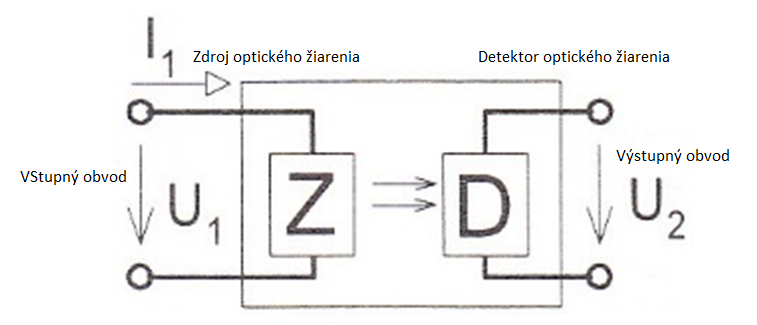 I1
Zdroj optického žiarenia
Detektor optického žiarenia
VStupný obvod
U1
Z
D
Výstupný obvod
U2